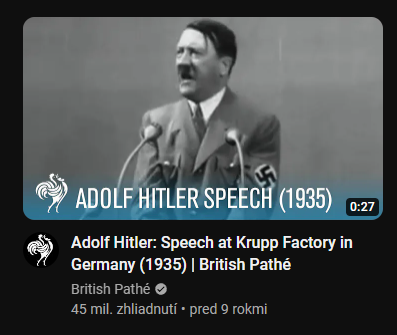 ADOLF HITLER SPEECH (1935)
0:27
Adolf Hitler: Speech at Krupp Factory in
Germany (1935) | British Pathé
British Pathé
45 mil. zhliadnutí • pred 9 rokmi